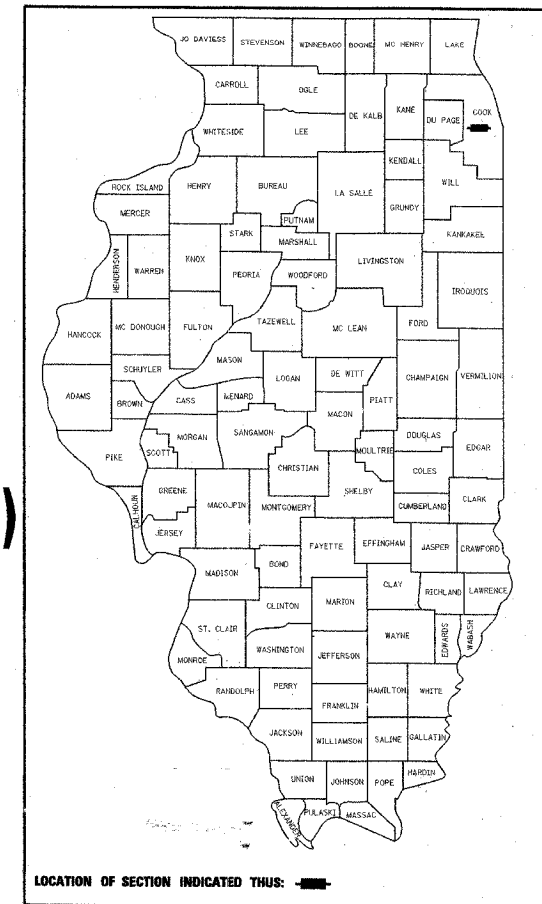 JO DAVIESS STEVENSON WINNEBAGO BOONE MC HENRY LAKE
CARROLL OGLE DE KALB KANE COOK
DU PAGE
WHITESIDE LEE
KENDALL WILL
ROCK ISLAND HENRY BUREAU LA SALLE GRUNDY
MERCER PUTNAM KANKAKEE
STARK MARSHALL
HENDERSON WARREN KNOX PEORIA WOODFORD LIVINGSTON IROQUOIS
HANCOCK MC DONOUGH FULTON TAZEWELL MC LEAN FORD
SCHUYLER MASON LOGAN DE WITT CHAMPAIGN VERMILION
ADAMS BROWN CASS MENARD MACON PIATT
PIKE SCOTT MORGAN SANGAMON MOULTRIE DOUGLAS EDGAR
CHRISTIAN COLES
CALHOUN GREENE MACOJPIN MONTGOMERY SHELBY CUMBERLAND CLARK
JERSEY FAYETTE EFFINGHAM JASPER CRAWFORD
MADISON BOND CLAY RICHLAND LAWRENCE
CLINTON MARION
ST. CLAIR WAYNE EDWARDS WABASH
WASHINGTON JEFFERSON
MONROE
RANDOLPH PERRY HAMILTON WHITE
FRANKLIN
JACKSON WILLIAMSON SALINE GALLATIN
UNION JOHNSON POPE HARDIN
ALEXANDER PULASKI MASSAC
LOCATION OF SECTION INDICATED THUS: